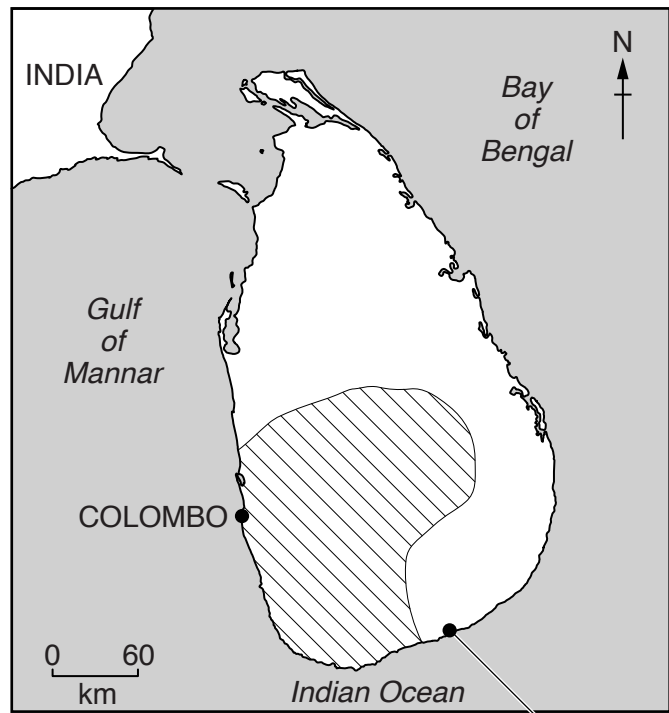 INDIA
N
Bay
of
Bengal
Gulf
of
Mannar
COLOMBO
0 60
km
Indian Ocean